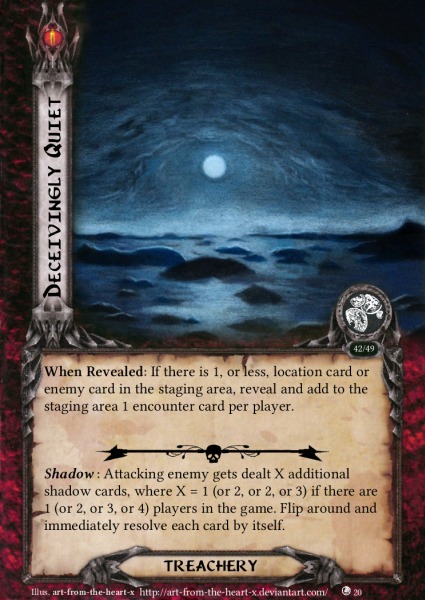 DECEIVINGLY QUIET
42/49
When Revealed: If there is 1, or less, location card or
enemy card in the staging area, reveal and add to the
staging area 1 encounter card per player.
Shadow : Attacking enemy gets dealt X additional
shadow cards, where X = 1 (or 2, or 2, or 3) if there are
1 (or 2, or 3, or 4) players in the game. Flip around and
immediately resolve each card by itself.
TREACHERY
Illus. art-from-the-heart-x http://art-from-the-heart-x.deviantart.com/ 20